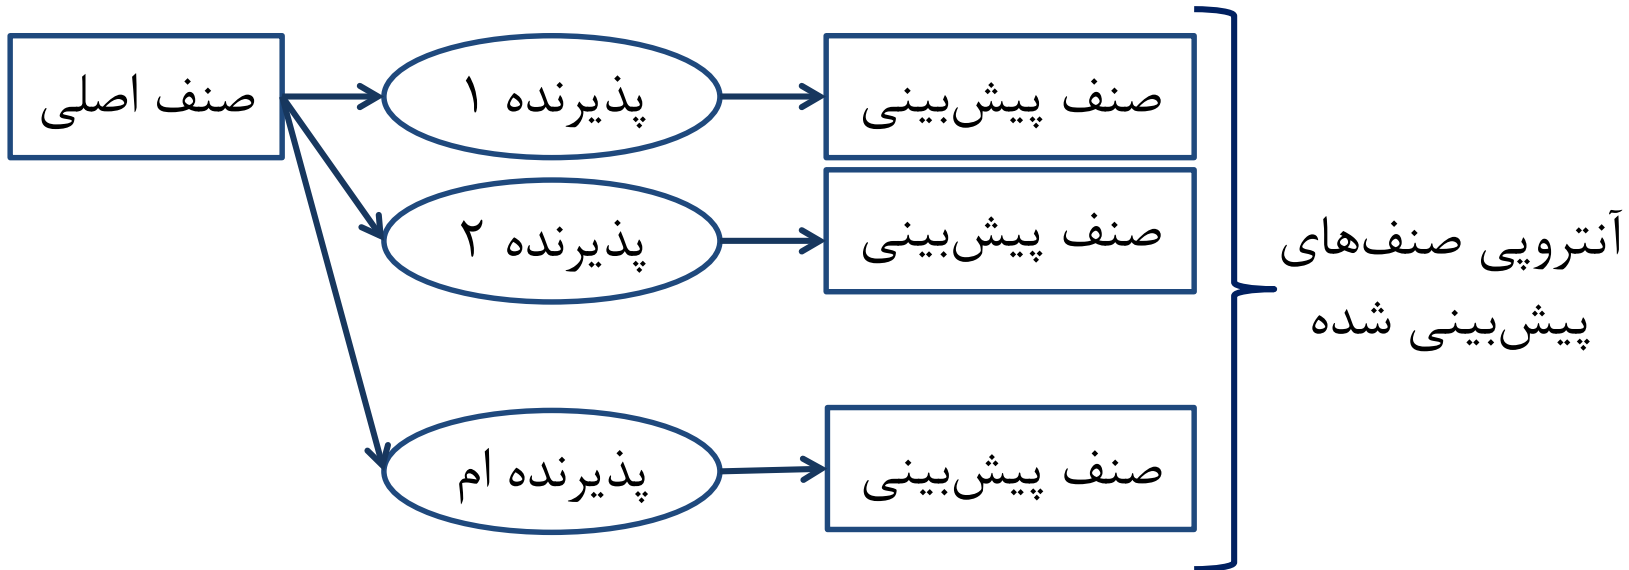 صنف اصلی
پذیرنده ۱
صنف پیش‌بینی
پذیرنده ۲
صنف پیش‌بینی
پذیرنده ام
صنف پیش‌بینی
آنتروپی صنف‌های
پیش‌بینی شده